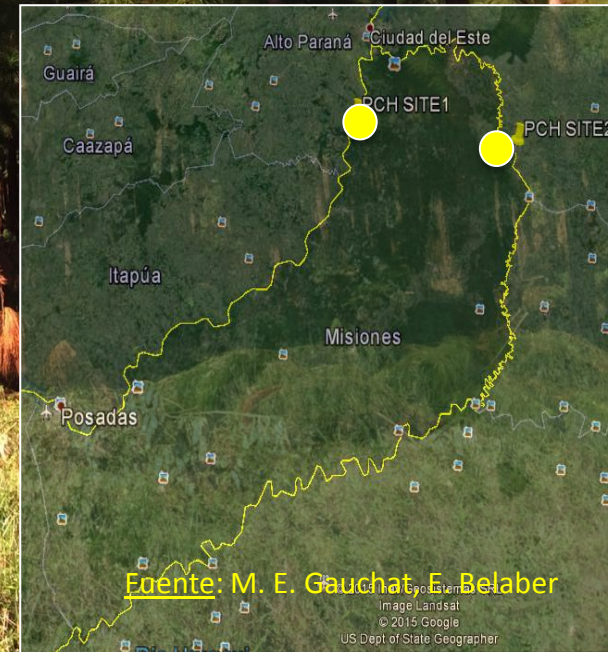 Alto Paraná
Ciudad del Este
Guairá
PCH SITE1
PCH SITE2
Caazapá
Itapúa
Misiones
Posadas
Fuente: M. E. Gauchat, E. Belaber
Image Landsat
© 2015 Google
US Dept of State Geographer